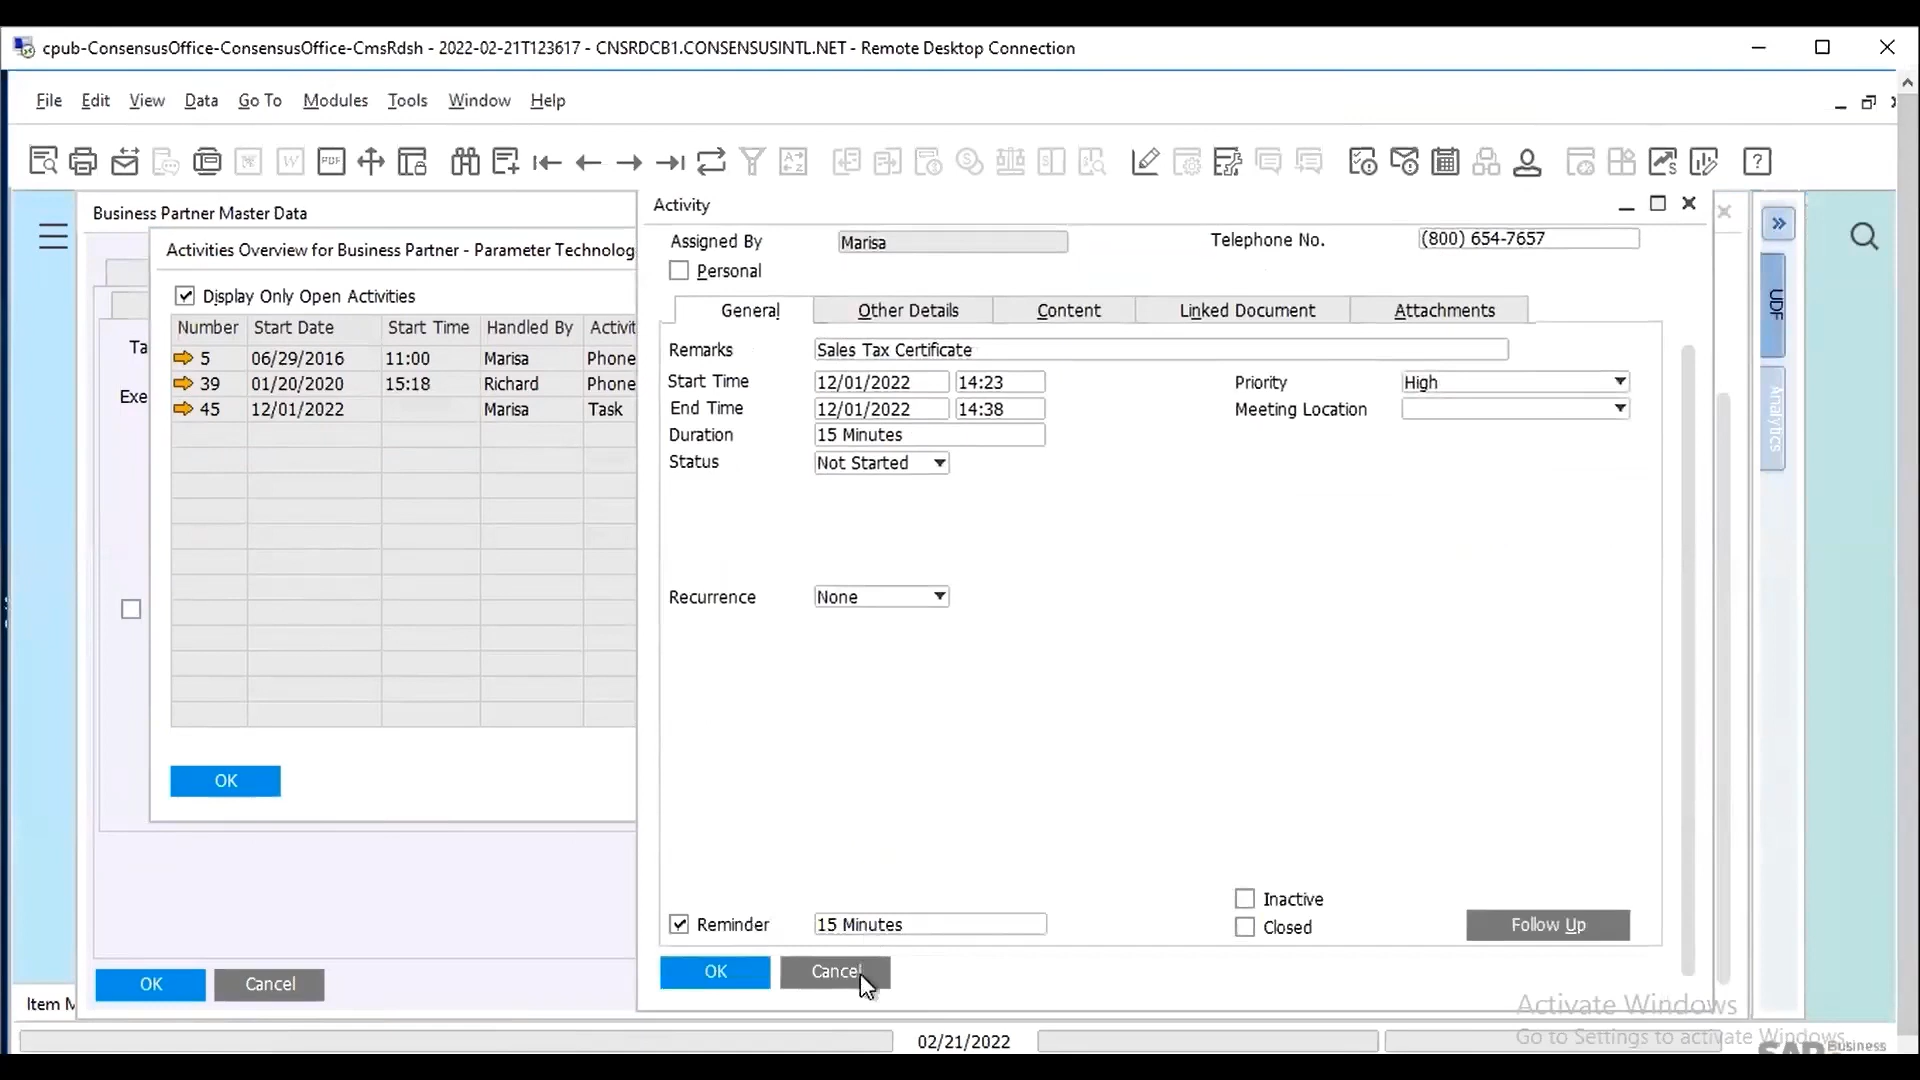 cpub-ConsensusOffice-ConsensusOffice-CmsRdsh - 2022-02-21T123617 - CNSRDCB1.CONSENSUSINTL.NET - Remote Desktop Connection
File Edit View Data Go To Modules Tools Window Help
Business Partner Master Data
Activities Overview for Business Partner - Parameter Technolog
Display Only Open Activities
Number Start Date Start Time Handled By Activit
5 06/29/2016 11:00 Marisa Phone
39 01/20/2020 15:18 Richard Phone
45 12/01/2022 Marisa Task
Ta
Exe
OK
OK Cancel
Item M
Activity
Assigned By Marisa Telephone No. (800) 654-7657
Personal
General Other Details Content Linked Document Attachments
Remarks Sales Tax Certificate
Start Time 12/01/2022 14:23 Priority High
End Time 12/01/2022 14:38 Meeting Location
Duration 15 Minutes
Status Not Started
Recurrence None
Inactive
Reminder 15 Minutes Closed Follow Up
OK Cancel
UDF
Analytics
Activate Windows
Go to Settings to activate Windows.
02/21/2022
SAP Business